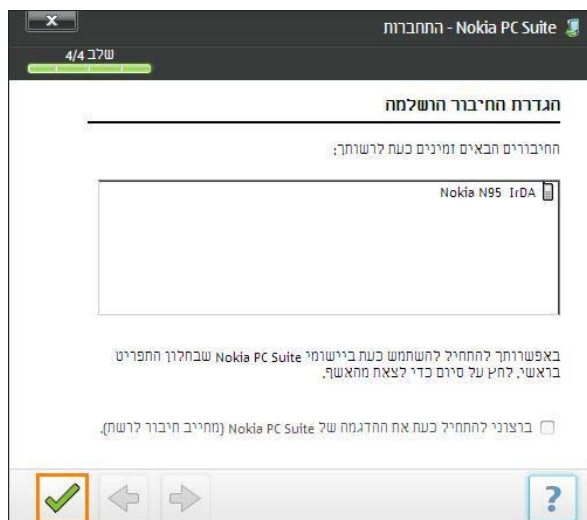 Nokia PC Suite - התחברות
x
שלב 4/4
הגדרת החיבור הושלמה
החיבורים הבאים זמינים כעת לרשותך:
Nokia N95 IrDA
באפשרותך להתחיל להשתמש כעת ביישומי Nokia PC Suite שבחלון התפריט
בראשי. לחץ על סיום כדי לצאת מהאשף.
ברצוני להתחיל כעת את ההדגמה של Nokia PC Suite (מחייב חיבור לרשת).
?